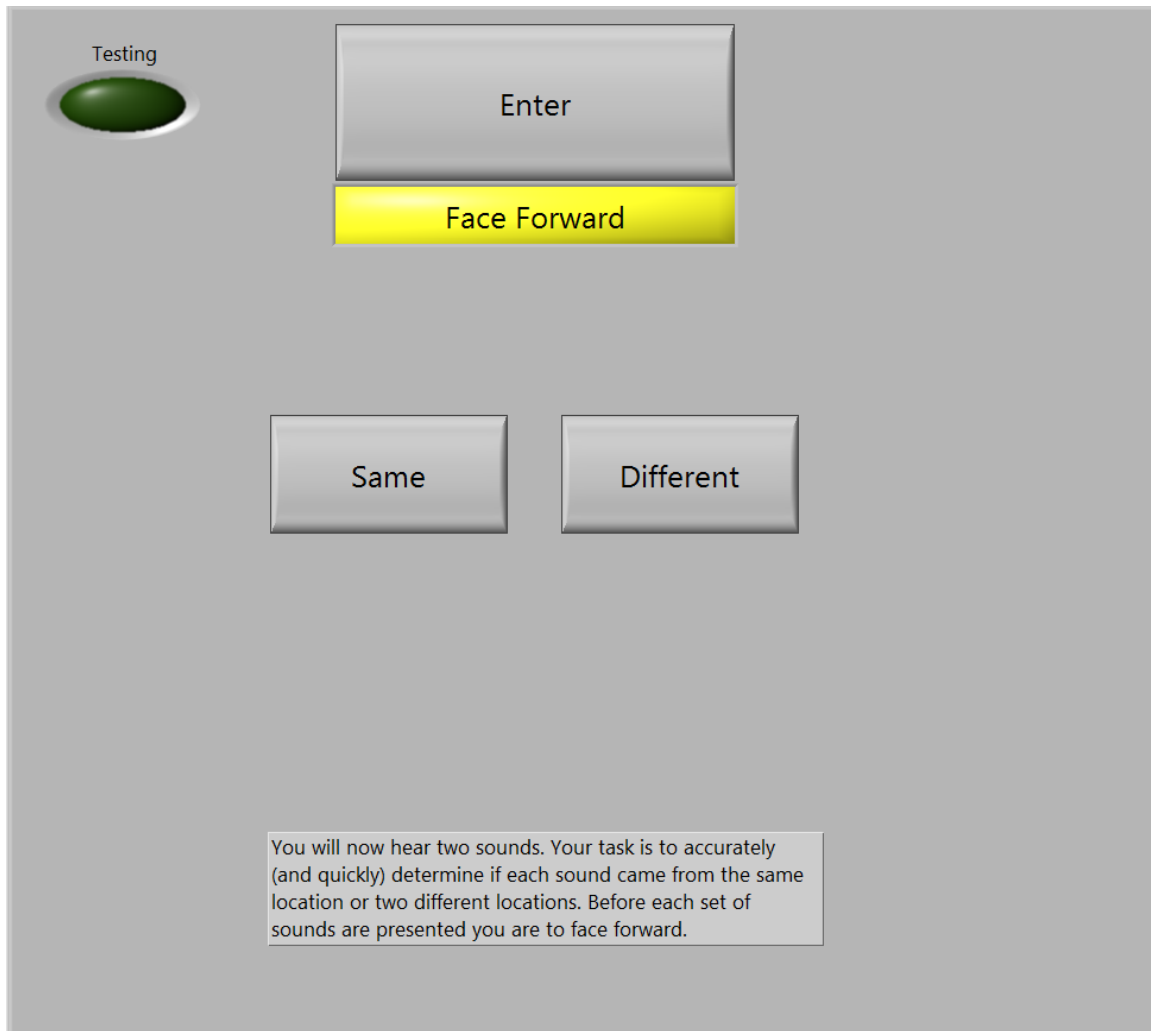 Testing
Enter
Face Forward
Same
Different
You will now hear two sounds. Your task is to accurately
(and quickly) determine if each sound came from the same
location or two different locations. Before each set of
sounds are presented you are to face forward.